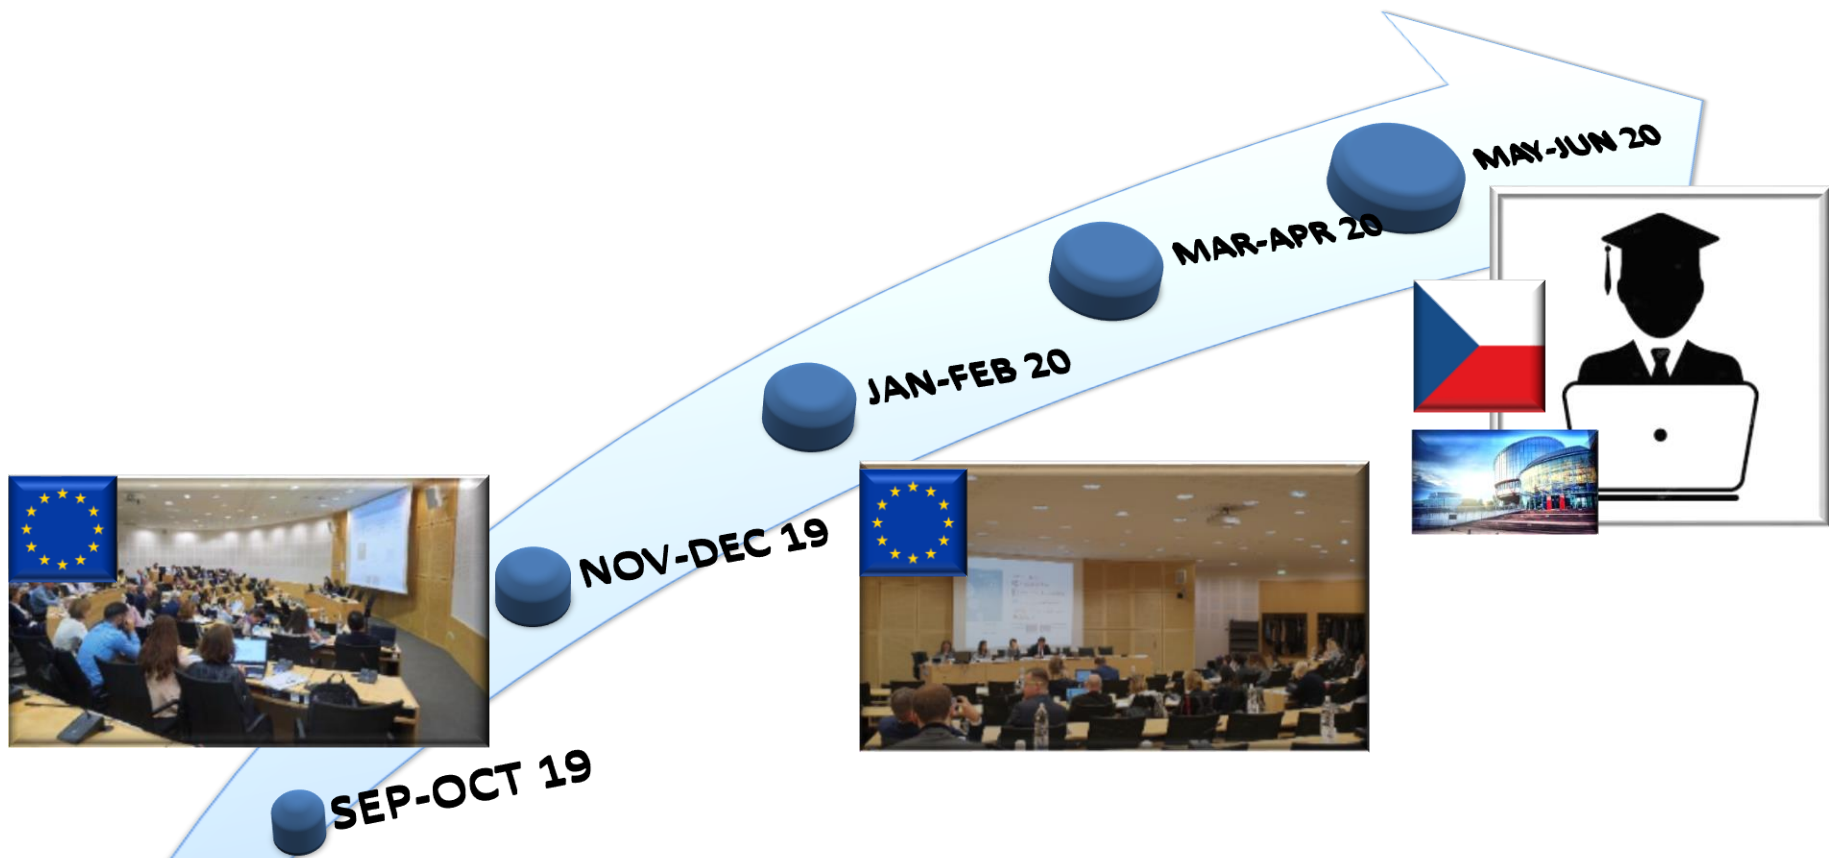 SEP-OCT 19
NOV-DEC 19
JAN-FEB 20
MAR-APR 20
MAY-JUN 20